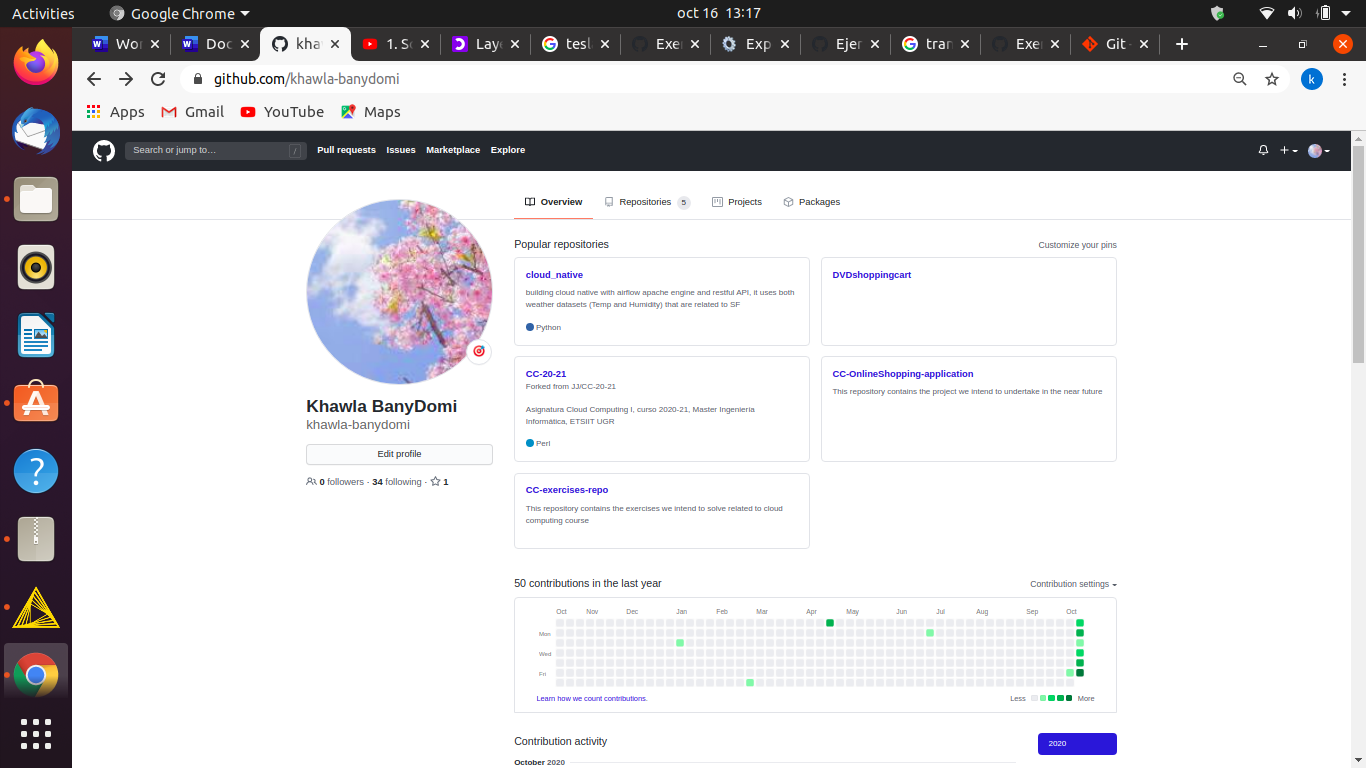 Activities
Google Chrome
oct 16 13:17
Wor
Doc
kha
1. Sc
Laye
tesl
Exer
Exp
Ejer
tran
Exer
Git
github.com/khawla-banydomi
k
Apps
Gmail
YouTube
Maps
Search or jump to…
/
Pull requests
Issues
Marketplace
Explore
Overview
Repositories 5
Projects
Packages
Khawla BanyDomi
khawla-banydomi
Edit profile
0 followers · 34 following · 1
Popular repositories
Customize your pins
cloud_native
building cloud native with airflow apache engine and restful API, it uses both
weather datasets (Temp and Humidity) that are related to SF
Python
DVDshoppingcart
CC-20-21
Forked from JJ/CC-20-21
Asignatura Cloud Computing I, curso 2020-21, Master Ingeniería
Informática, ETSIIT UGR
Perl
CC-OnlineShopping-application
This repository contains the project we intend to undertake in the near future
CC-exercises-repo
This repository contains the exercises we intend to solve related to cloud
computing course
50 contributions in the last year
Contribution settings
Oct Nov Dec Jan Feb Mar Apr May Jun Jul Aug Sep Oct
Mon
Wed
Fri
Learn how we count contributions.
Less
More
Contribution activity
2020
October 2020